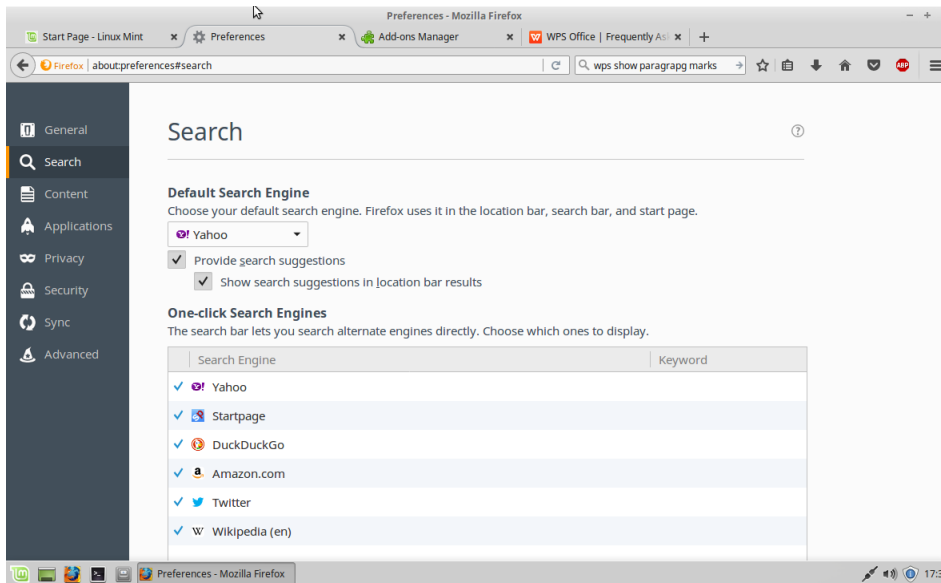 Preferences - Mozilla Firefox
Start Page - Linux Mint
Preferences
Add-ons Manager
WPS Office | Frequently As
Firefox
about:preferences#search
wps show paragrapg marks
ABP
General
Search
Content
Applications
Privacy
Security
Sync
Advanced
Search
Default Search Engine
Choose your default search engine. Firefox uses it in the location bar, search bar, and start page.
Yahoo
Provide search suggestions
Show search suggestions in location bar results
One-click Search Engines
The search bar lets you search alternate engines directly. Choose which ones to display.
Search Engine Keyword
Yahoo
Startpage
DuckDuckGo
Amazon.com
Twitter
Wikipedia (en)
Preferences - Mozilla Firefox